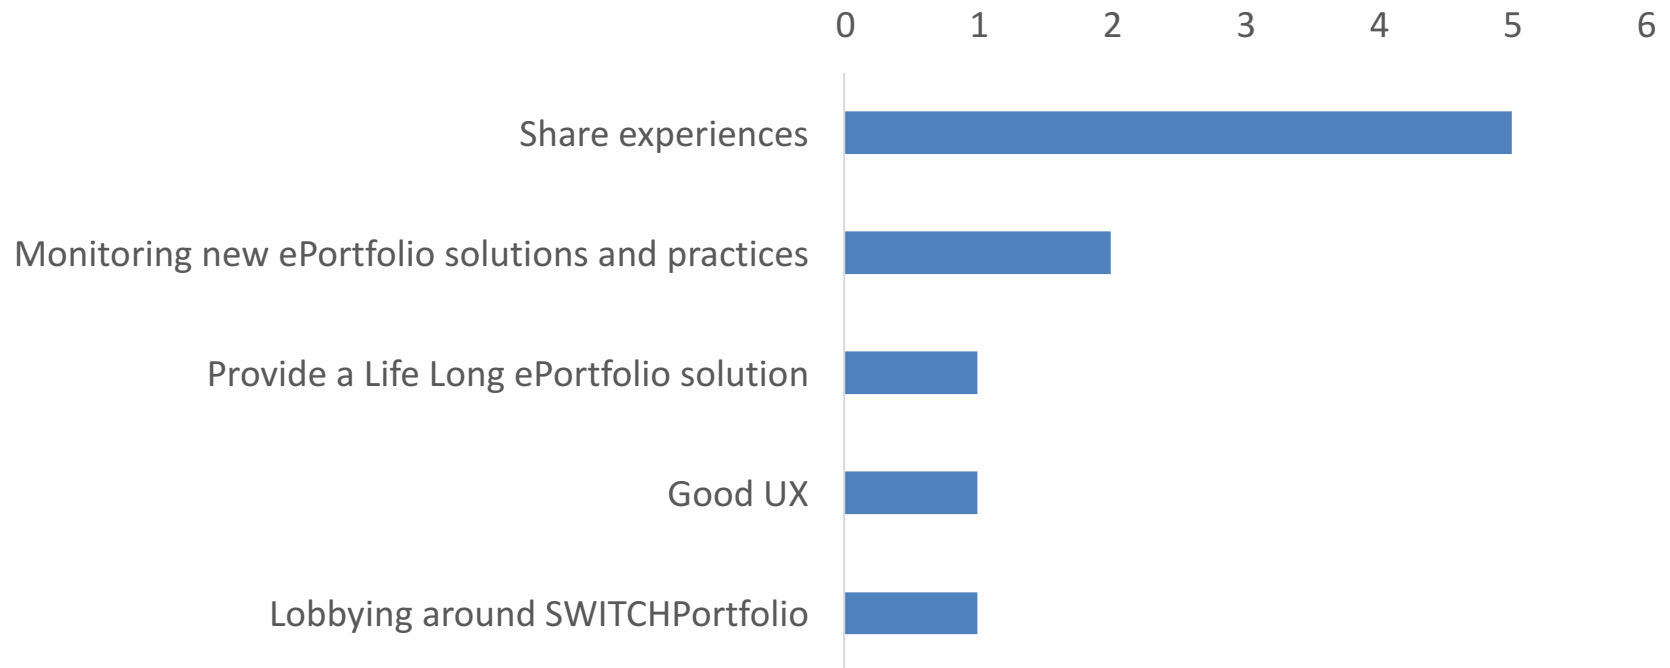 0 1 2 3 4 5 6
Share experiences
Monitoring new ePortfolio solutions and practices
Provide a Life Long ePortfolio solution
Good UX
Lobbying around SWITCHPortfolio